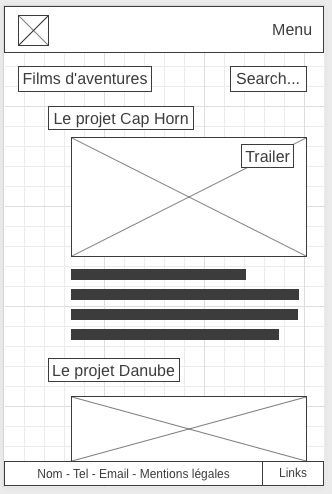 Menu
Films d'aventures
Search...
Le projet Cap Horn
Trailer
Le projet Danube
Nom - Tel - Email - Mentions légales
Links